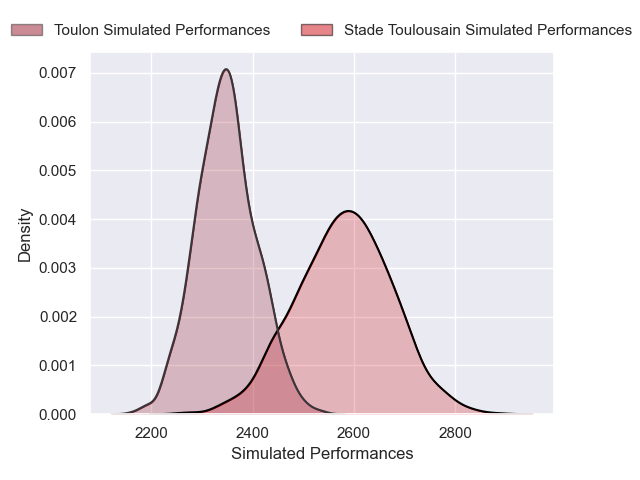 Toulon Simulated Performances
Stade Toulousain Simulated Performances
0.007
0.006
0.005
0.004
0.003
0.002
0.001
0.000
Density
2200 2400 2600 2800
Simulated Performances